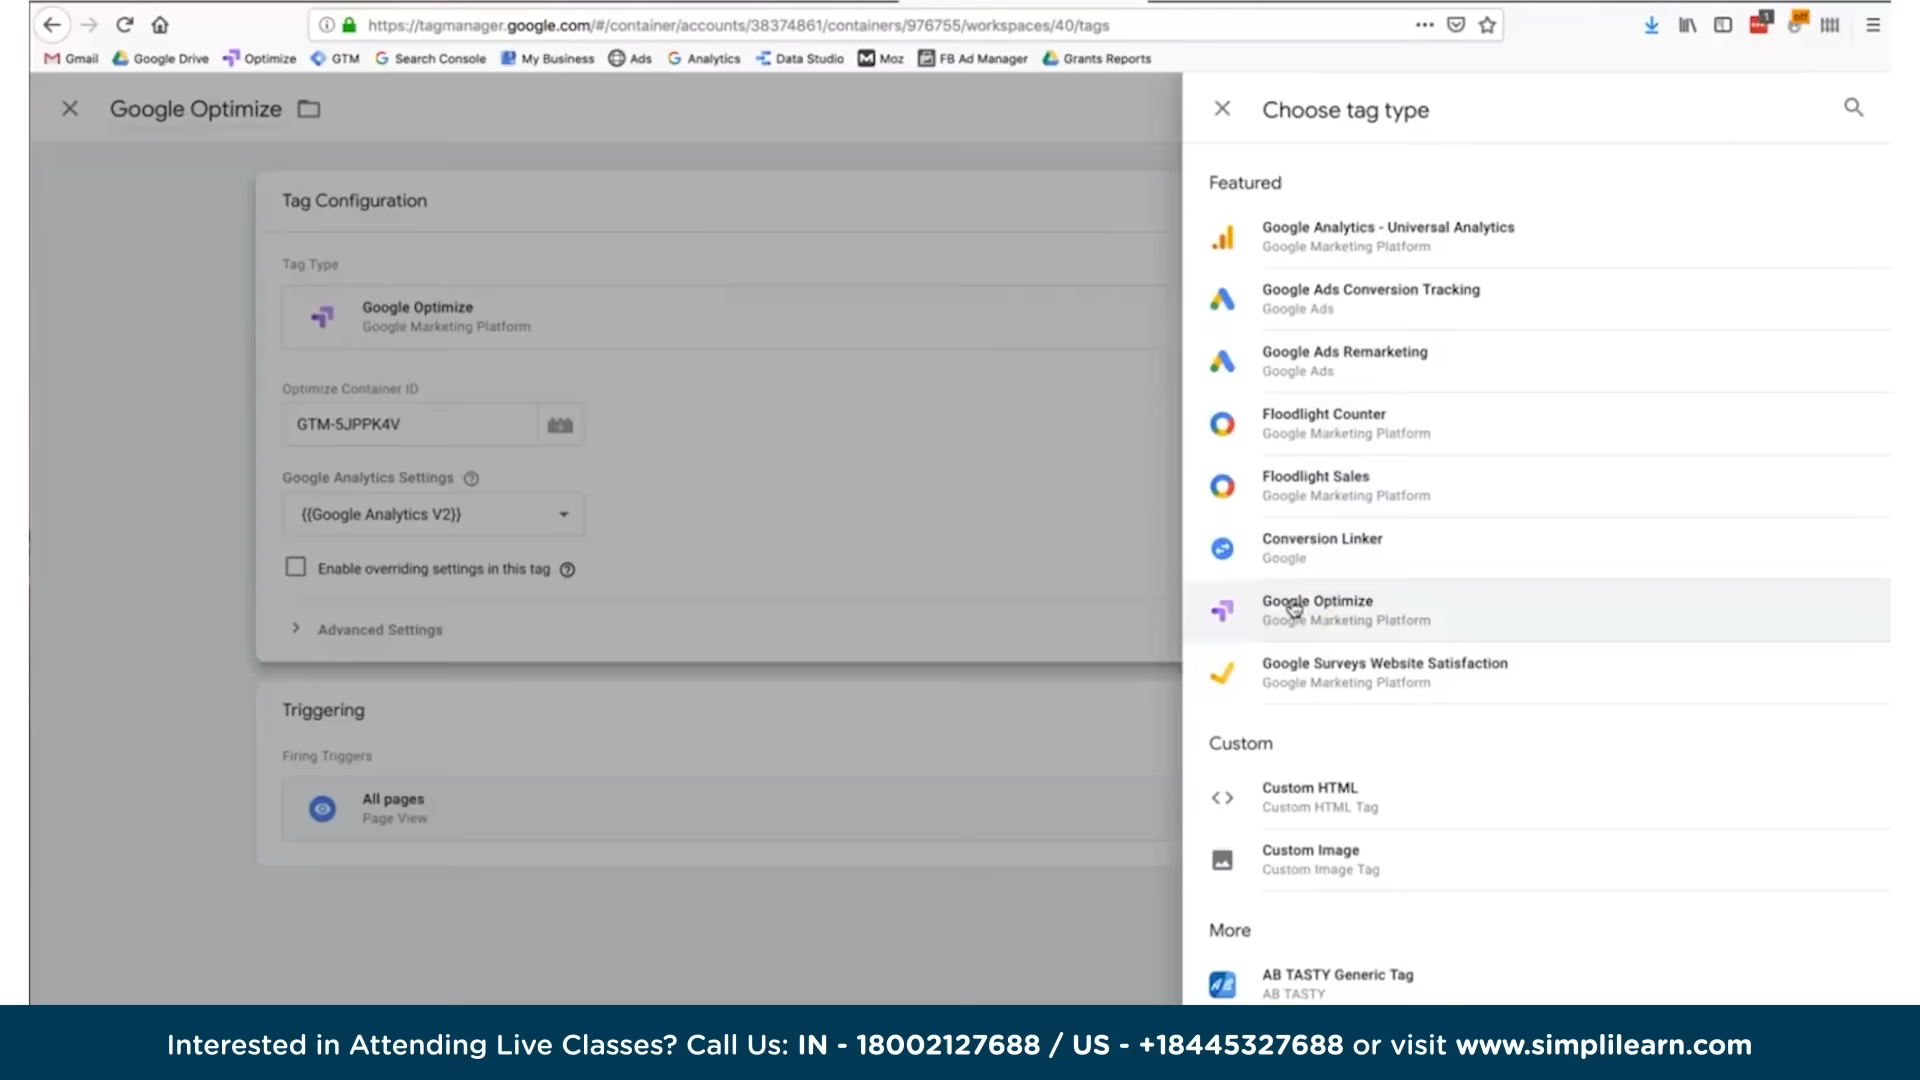 https://tagmanager.google.com/#/container/accounts/38374861/containers/976755/workspaces/40/tags
1
off
Gmail
Google Drive
Optimize
GTM
Search Console
My Business
Ads
Analytics
Data Studio
Moz
FB Ad Manager
Grants Reports
Google Optimize
Tag Configuration
Tag Type
Google Optimize
Google Marketing Platform
Optimize Container ID
GTM-5JPPK4V
Google Analytics Settings
{{Google Analytics V2}}
Enable overriding settings in this tag
Advanced Settings
Triggering
Firing Triggers
All pages
Page View
Choose tag type
Featured
Google Analytics - Universal Analytics
Google Marketing Platform
Google Ads Conversion Tracking
Google Ads
Google Ads Remarketing
Google Ads
Floodlight Counter
Google Marketing Platform
Floodlight Sales
Google Marketing Platform
Conversion Linker
Google
Google Optimize
Google Marketing Platform
Google Surveys Website Satisfaction
Google Marketing Platform
Custom
Custom HTML
Custom HTML Tag
Custom Image
Custom Image Tag
More
AB TASTY Generic Tag
AB TASTY
Interested in Attending Live Classes? Call Us: IN - 18002127688 / US - +18445327688 or visit www.simplilearn.com